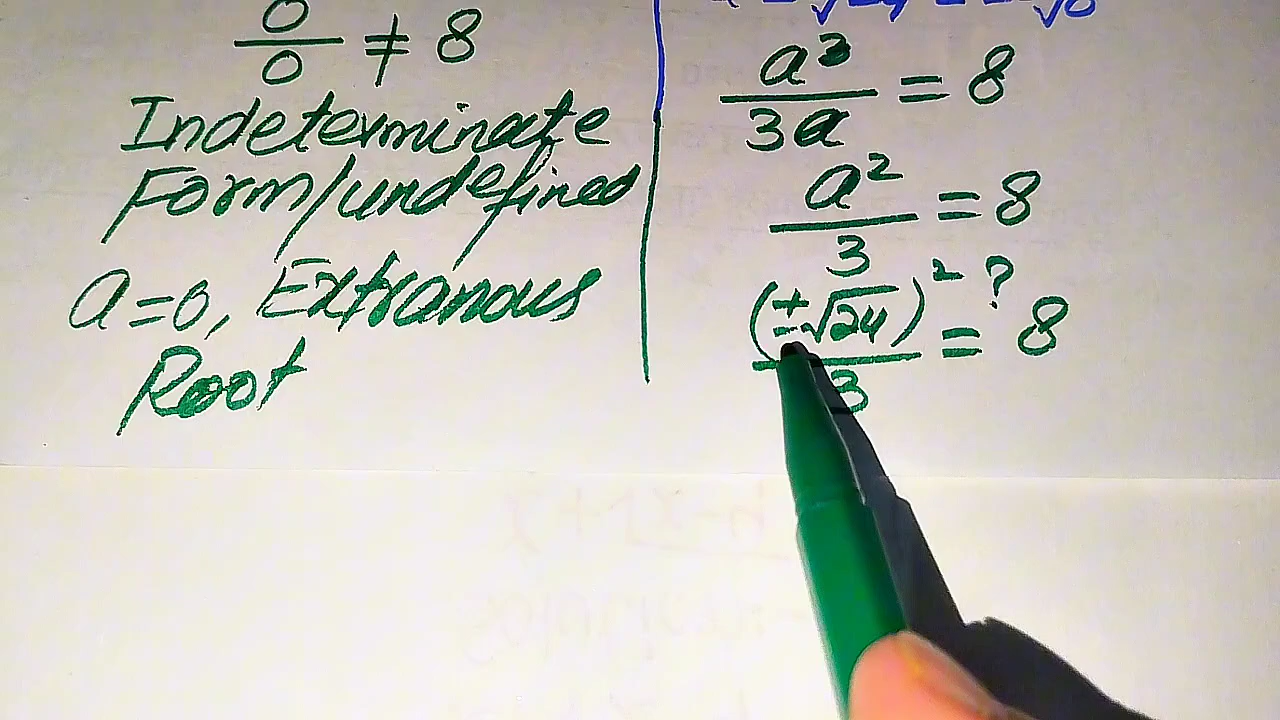 0/0 ≠ 8
Indeterminate
Form/undefined
a=0, Extranous
Root
a³/3a = 8
a²/3 = 8
(±√24)²/3 =? 8